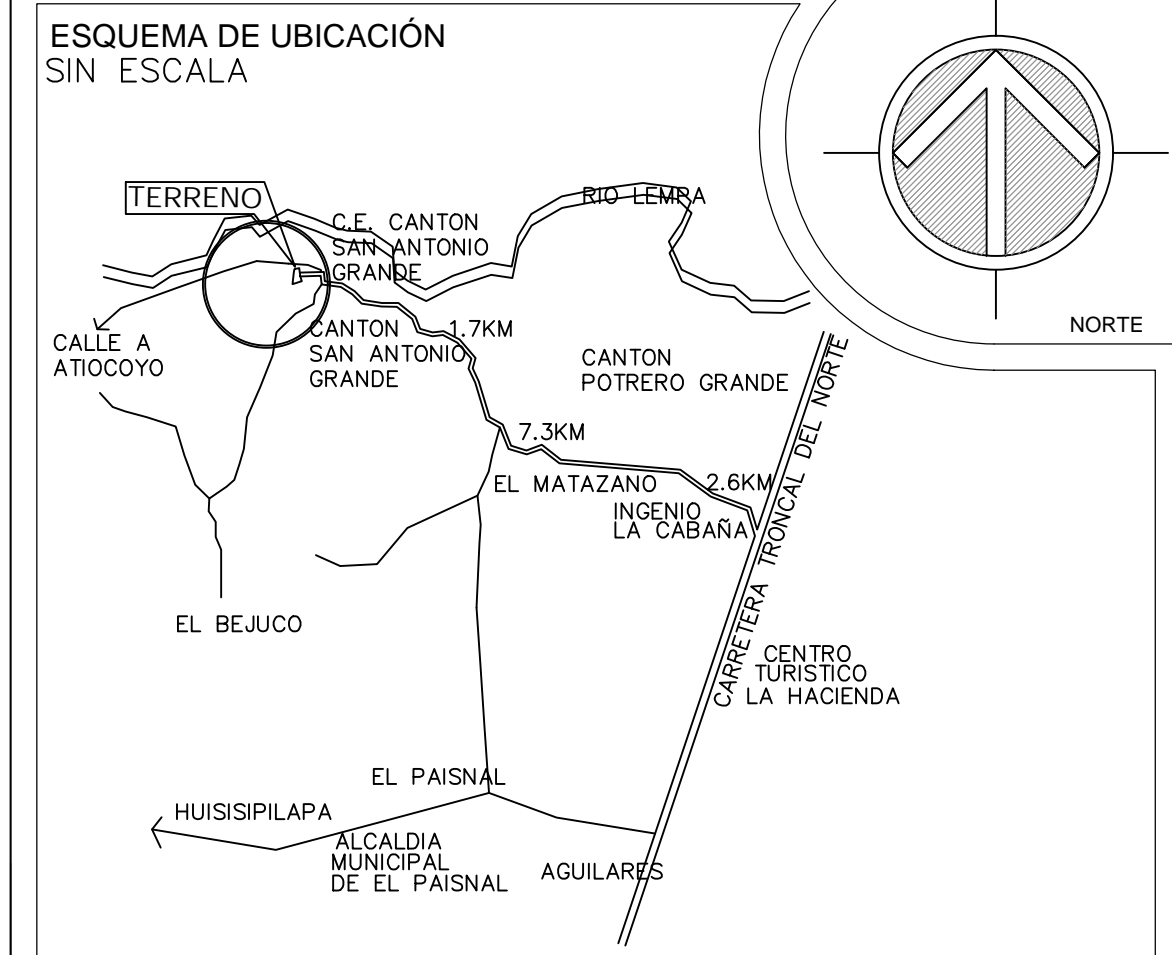 ESQUEMA DE UBICACIÓN
SIN ESCALA
NORTE
TERRENO
C.E. CANTON
SAN ANTONIO
GRANDE
RIO LEMPA
CALLE A
ATIOCOYO
CANTON
SAN ANTONIO
GRANDE
1.7KM
CANTON
POTRERO GRANDE
7.3KM
EL MATAZANO
2.6KM
INGENIO
LA CABAÑA
CARRETERA TRONCAL DEL NORTE
EL BEJUCO
CENTRO
TURISTICO
LA HACIENDA
EL PAISNAL
HUISISIPILAPA
ALCALDIA
MUNICIPAL
DE EL PAISNAL
AGUILARES